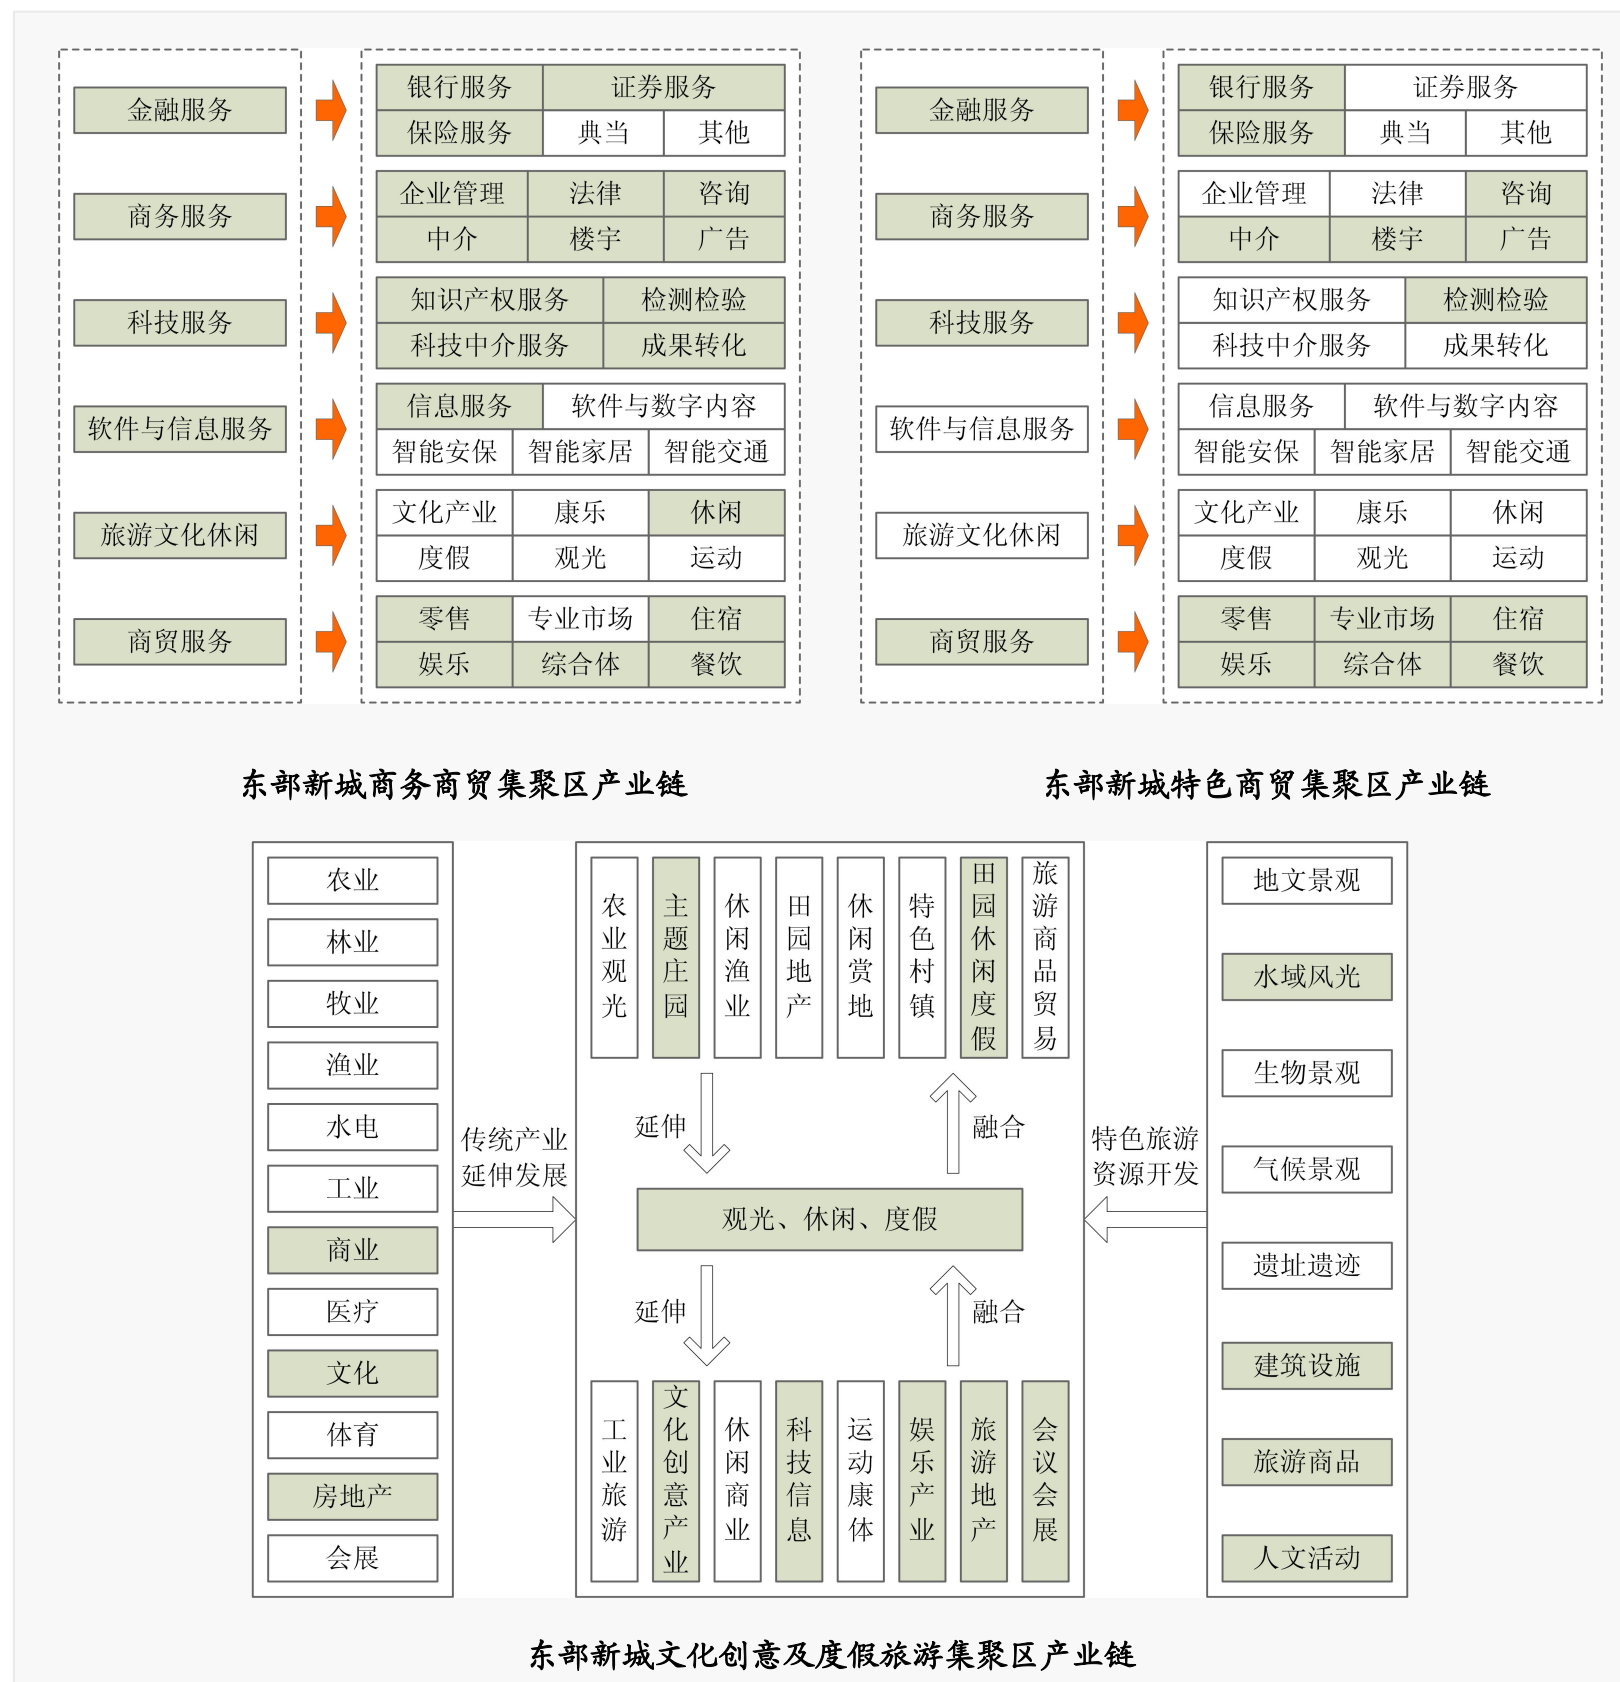 金融服务
银行服务 证券服务
保险服务 典当 其他
商务服务
企业管理 法律 咨询
中介 楼宇 广告
科技服务
知识产权服务 检测检验
科技中介服务 成果转化
软件与信息服务
信息服务 软件与数字内容
智能安保 智能家居 智能交通
旅游文化休闲
文化产业 康乐 休闲
度假 观光 运动
商贸服务
零售 专业市场 住宿
娱乐 综合体 餐饮
东部新城商务商贸集聚区产业链
金融服务
银行服务 证券服务
保险服务 典当 其他
商务服务
企业管理 法律 咨询
中介 楼宇 广告
科技服务
知识产权服务 检测检验
科技中介服务 成果转化
软件与信息服务
信息服务 软件与数字内容
智能安保 智能家居 智能交通
旅游文化休闲
文化产业 康乐 休闲
度假 观光 运动
商贸服务
零售 专业市场 住宿
娱乐 综合体 餐饮
东部新城特色商贸集聚区产业链
农业
林业
牧业
渔业
水电
工业
商业
医疗
文化
体育
房地产
会展
传统产业
延伸发展
农业观光
主题庄园
休闲渔业
田园地产
休闲赏地
特色村镇
田园休闲度假
旅游商品贸易
延伸
融合
观光、休闲、度假
延伸
融合
工业旅游
文化创意产业
休闲商业
科技信息
运动康体
娱乐产业
旅游地产
会议会展
特色旅游
资源开发
地文景观
水域风光
生物景观
气候景观
遗址遗迹
建筑设施
旅游商品
人文活动
东部新城文化创意及度假旅游集聚区产业链